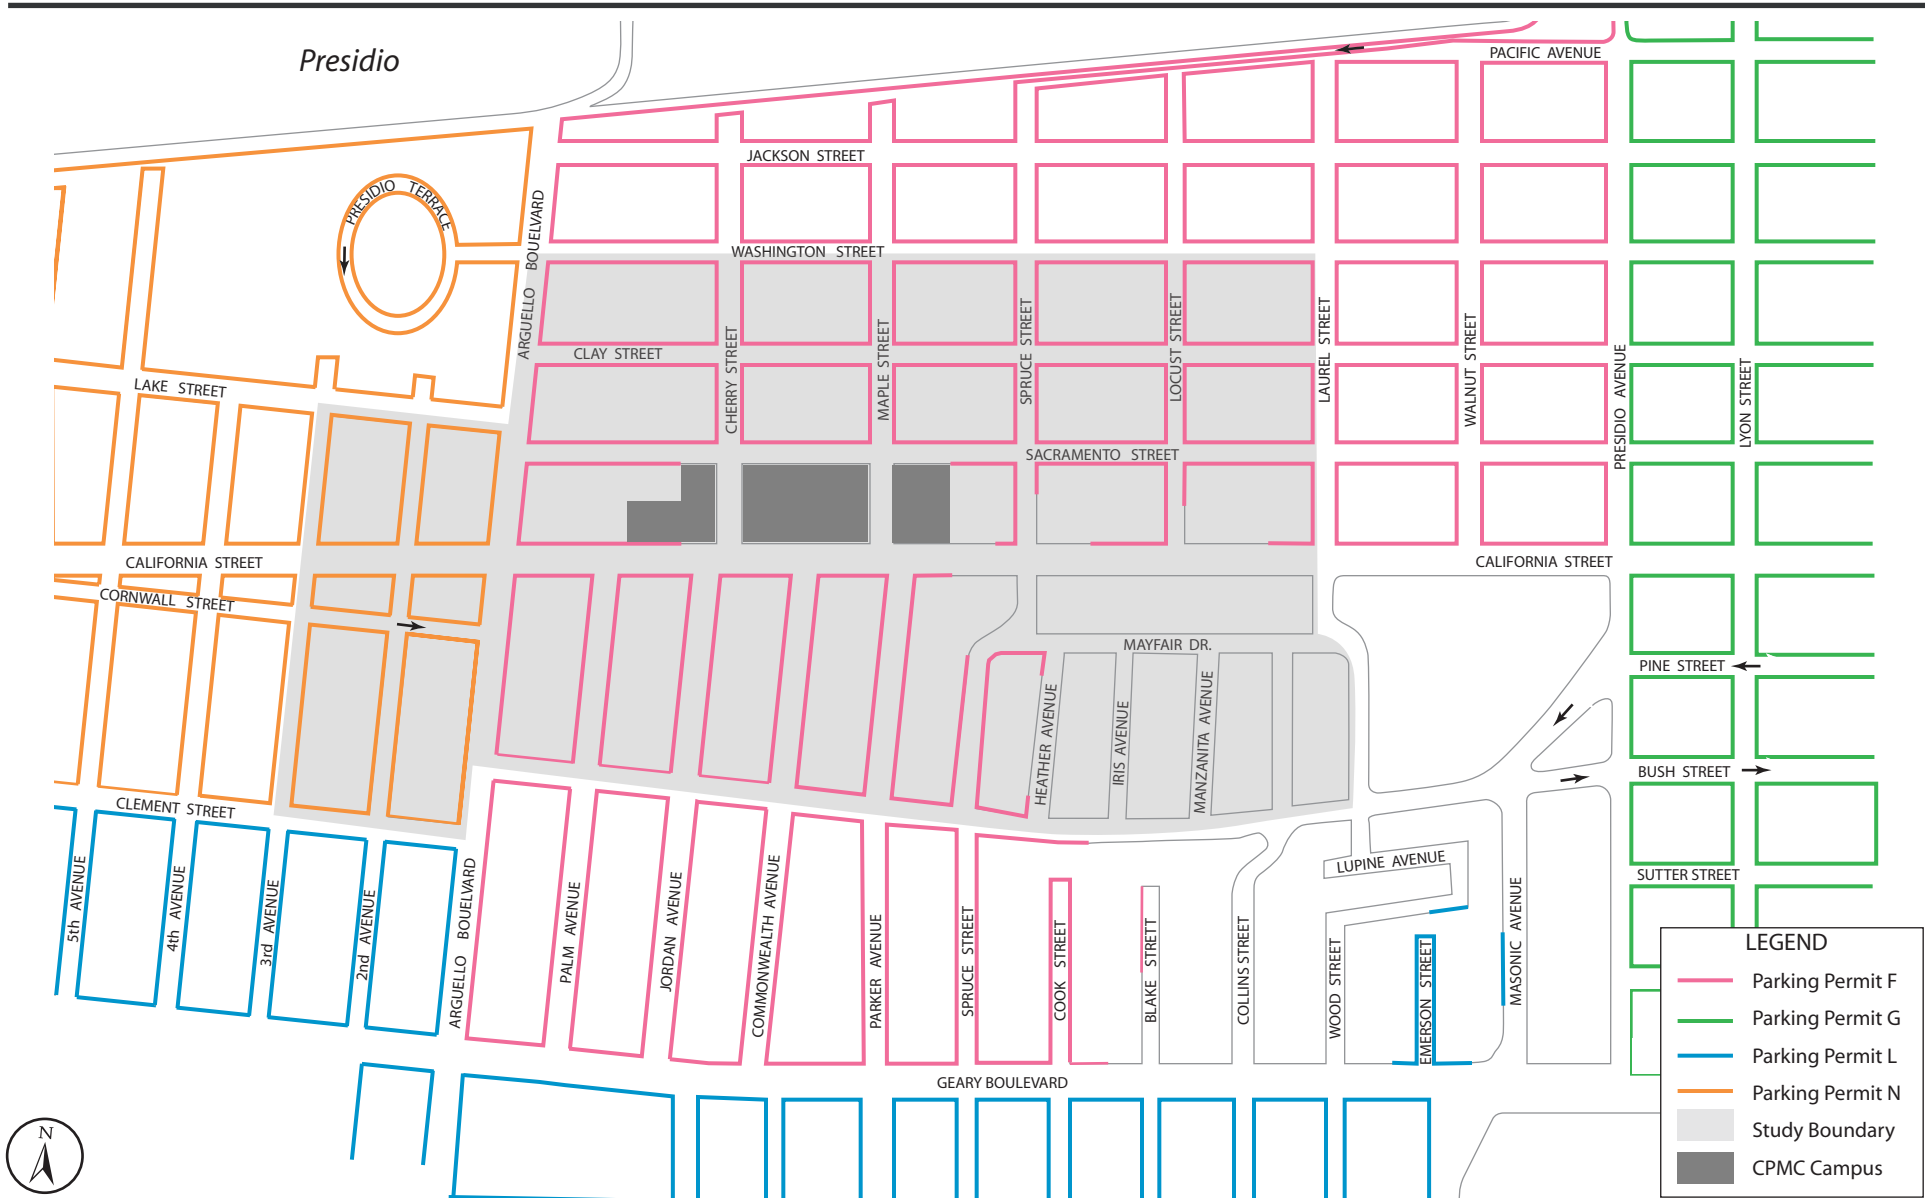 Presidio
PACIFIC AVENUE
JACKSON STREET
PRESIDIO TERRACE
ARGUELLO BOUELVARD
WASHINGTON STREET
CLAY STREET
CHERRY STREET
MAPLE STREET
SPRUCE STREET
LOCUST STREET
LAUREL STREET
WALNUT STREET
PRESIDIO AVENUE
LYON STREET
LAKE STREET
SACRAMENTO STREET
CALIFORNIA STREET
CALIFORNIA STREET
CORNWALL STREET
MAYFAIR DR.
PINE STREET
HEATHER AVENUE
IRIS AVENUE
MANZANITA AVENUE
BUSH STREET
CLEMENT STREET
SUTTER STREET
LUPINE AVENUE
5th AVENUE
4th AVENUE
3rd AVENUE
2nd AVENUE
ARGUELLO BOUELVARD
PALM AVENUE
JORDAN AVENUE
COMMONWEALTH AVENUE
PARKER AVENUE
SPRUCE STREET
COOK STREET
BLAKE STRETT
COLLINS STREET
WOOD STREET
EMERSON STREET
MASONIC AVENUE
GEARY BOULEVARD
LEGEND
Parking Permit F
Parking Permit G
Parking Permit L
Parking Permit N
Study Boundary
CPMC Campus
N